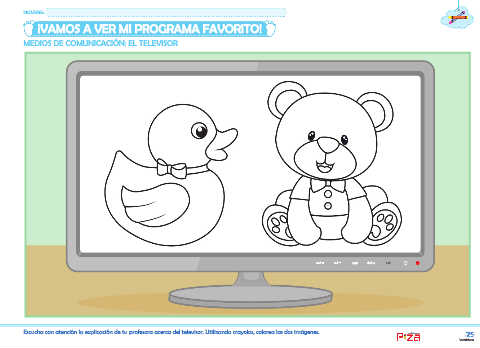 NOMBRE:
¡VAMOS A VER MI PROGRAMA FAVORITO!
MEDIOS DE COMUNICACIÓN: EL TELEVISOR
Escucha con atención la explicación de tu profesora acerca del televisor. Utilizando crayolas, colorea las dos imágenes.
25